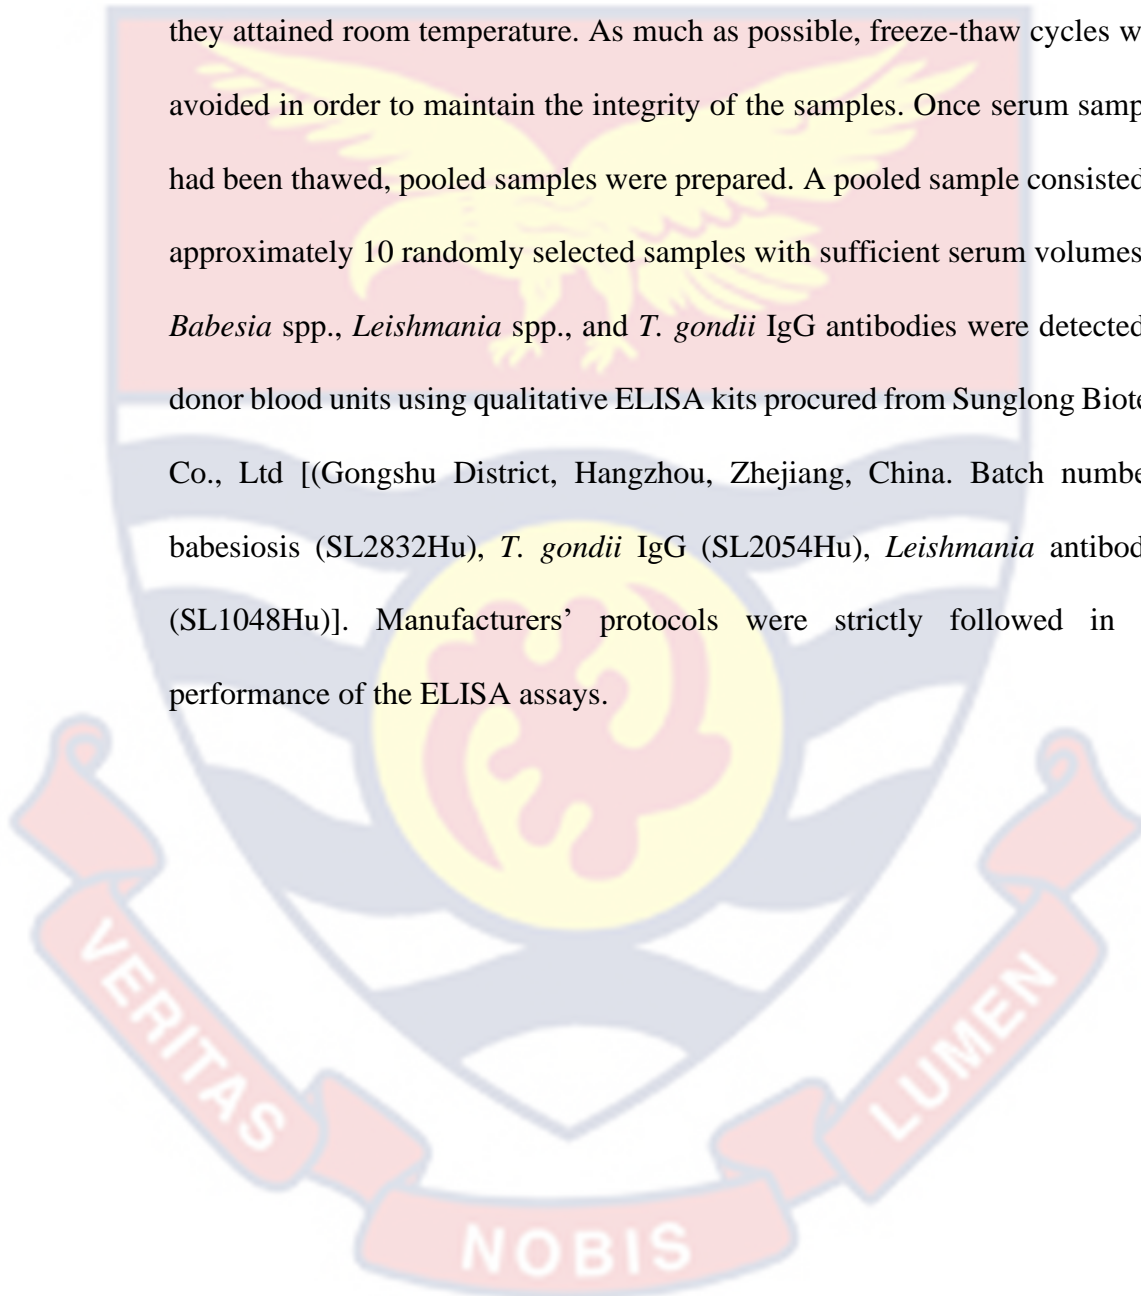 they attained room temperature. As much as possible, freeze-thaw cycles w
avoided in order to maintain the integrity of the samples. Once serum samp
had been thawed, pooled samples were prepared. A pooled sample consisted
approximately 10 randomly selected samples with sufficient serum volumes
Babesia spp., Leishmania spp., and T. gondii IgG antibodies were detected
donor blood units using qualitative ELISA kits procured from Sunglong Biote
Co., Ltd [(Gongshu District, Hangzhou, Zhejiang, China. Batch numbe
babesiosis (SL2832Hu), T. gondii IgG (SL2054Hu), Leishmania antibod
(SL1048Hu)]. Manufacturers’ protocols were strictly followed in
performance of the ELISA assays.
VERITAS
NOBIS
LUMEN